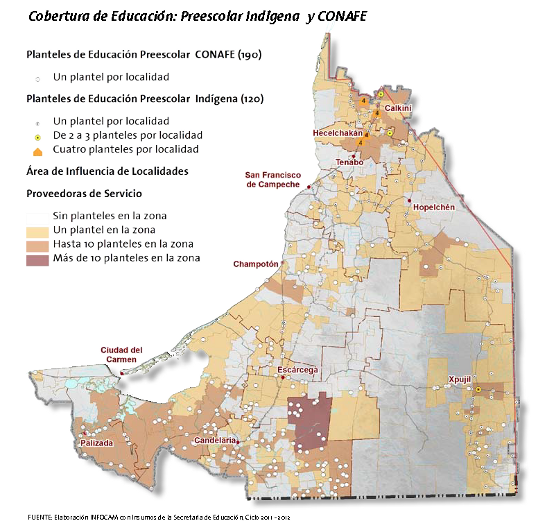 Cobertura de Educación: Preescolar Indígena y CONAFE
Planteles de Educación Preescolar CONAFE (190)
Un plantel por localidad
Planteles de Educación Preescolar Indígena (120)
Un plantel por localidad
De 2 a 3 planteles por localidad
Cuatro planteles por localidad
Área de Influencia de Localidades
Proveedoras de Servicio
Sin planteles en la zona
Un plantel en la zona
Hasta 10 planteles en la zona
Más de 10 planteles en la zona
4
Calkiní
4
Hecelchakán
4
4
Tenabo
San Francisco
de Campeche
Hopelchén
Champotón
Ciudad del
Carmen
Escárcega
Xpujil
Palizada
Candelaria
FUENTE: Elaboración INFOCAM con insumos de la Secretaría de Educación. Ciclo 2011-2012